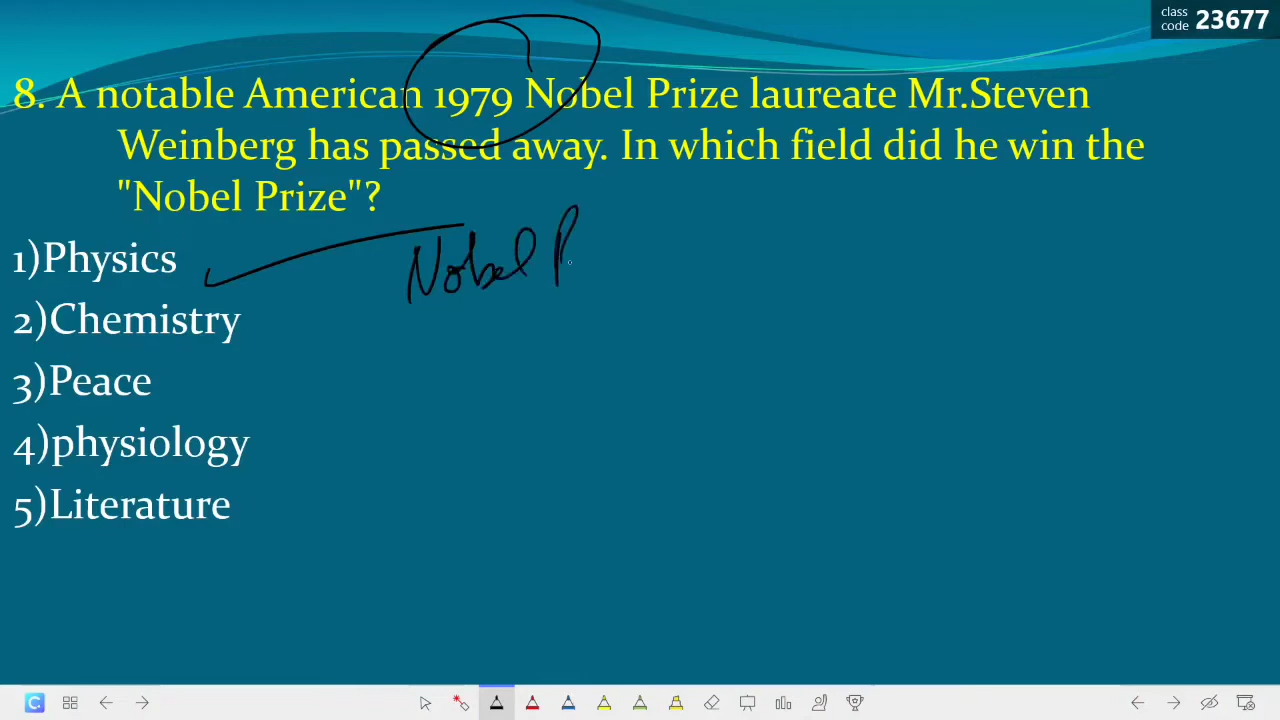 class
code 23677
8. A notable American 1979 Nobel Prize laureate Mr.Steven
Weinberg has passed away. In which field did he win the
"Nobel Prize"?
1)Physics
Nobel P
2)Chemistry
3)Peace
4)physiology
5)Literature